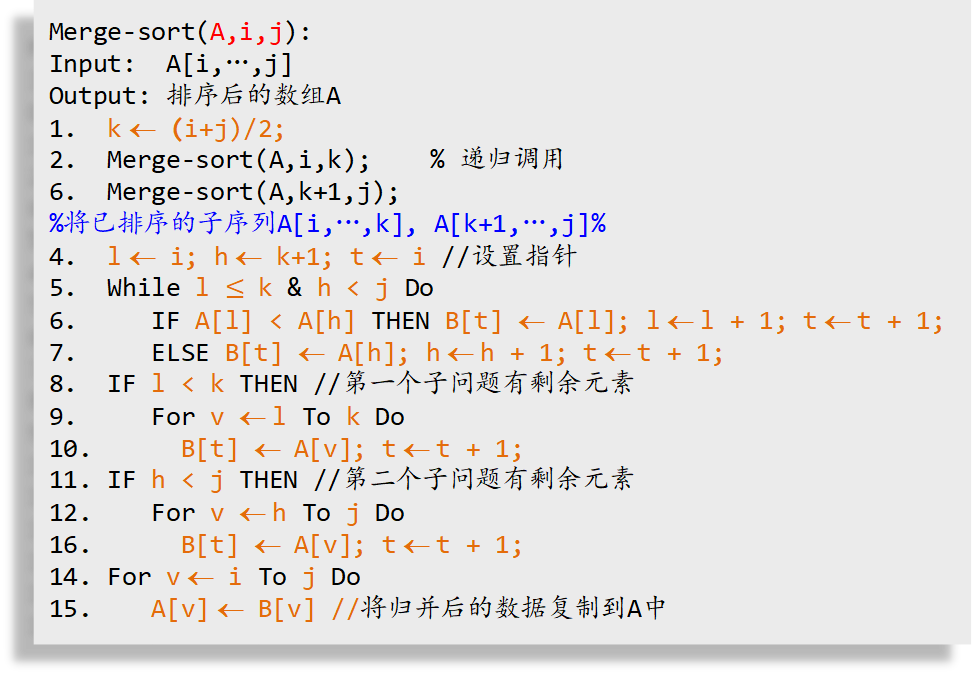 Merge-sort(A,i,j):
Input:  A[i,⋯,j]
Output: 排序后的数组A
1.  k ← (i+j)/2;
2.  Merge-sort(A,i,k);    % 递归调用
6.  Merge-sort(A,k+1,j);
%将已排序的子序列A[i,⋯,k], A[k+1,⋯,j]%
4.  l ← i; h ← k+1; t ← i //设置指针
5.  While l ≤ k & h < j Do
6.     IF A[l] < A[h] THEN B[t] ← A[l]; l ← l + 1; t ← t + 1;
7.     ELSE B[t] ← A[h]; h ← h + 1; t ← t + 1;
8.  IF l < k THEN //第一个子问题有剩余元素
9.     For v ← l To k Do
10.      B[t] ← A[v]; t ← t + 1;
11. IF h < j THEN //第二个子问题有剩余元素
12.    For v ← h To j Do
16.      B[t] ← A[v]; t ← t + 1;
14. For v ← i To j Do
15.    A[v] ← B[v] //将归并后的数据复制到A中